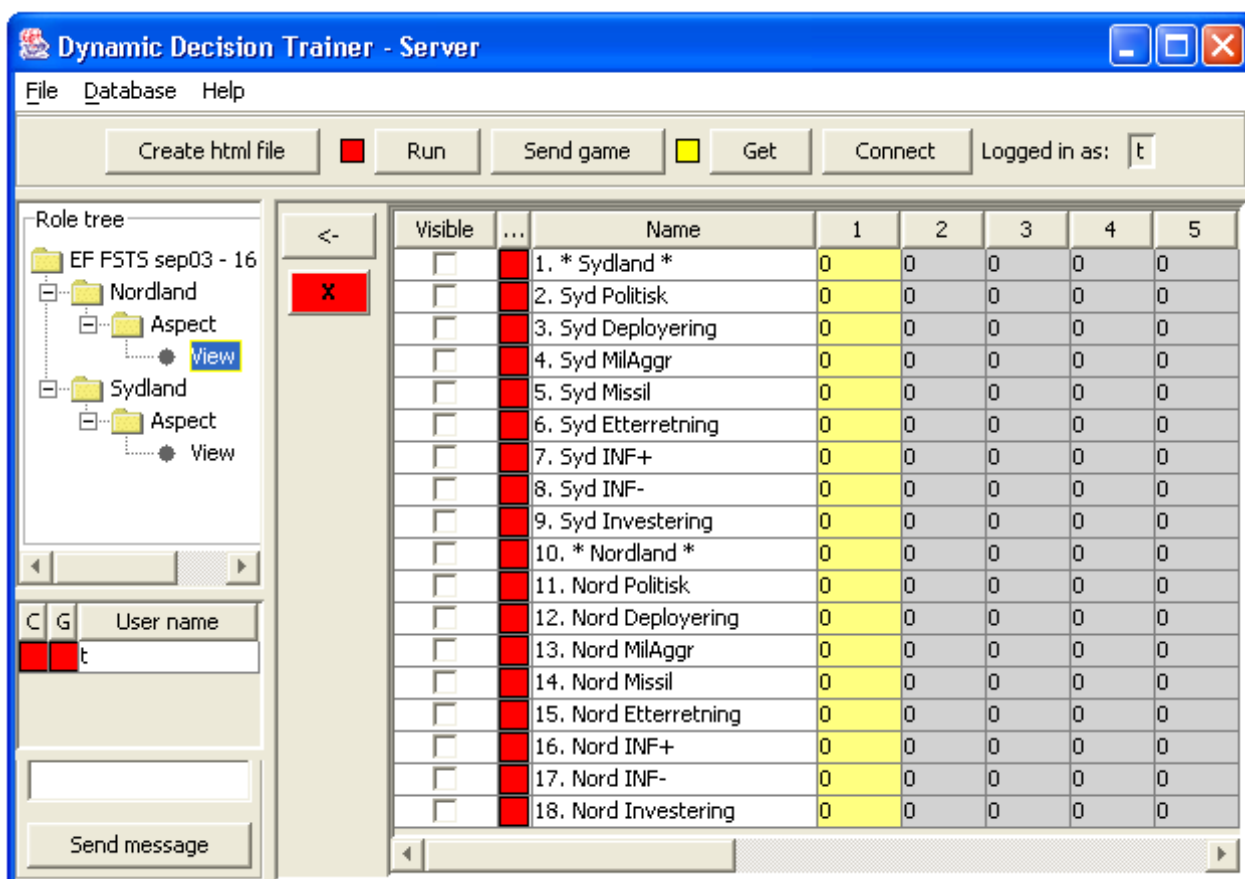 Dynamic Decision Trainer - Server
File Database Help
Create html file Run Send game Get Connect Logged in as: t
Role tree
EF FSTS sep03 - 16
Nordland
Aspect
View
Sydland
Aspect
View
C G User name
t
Send message
<-
X
Visible ... Name 1 2 3 4 5
1. * Sydland * 0 0 0 0 0
2. Syd Politisk 0 0 0 0 0
3. Syd Deployering 0 0 0 0 0
4. Syd MilAggr 0 0 0 0 0
5. Syd Missil 0 0 0 0 0
6. Syd Etterretning 0 0 0 0 0
7. Syd INF+ 0 0 0 0 0
8. Syd INF- 0 0 0 0 0
9. Syd Investering 0 0 0 0 0
10. * Nordland * 0 0 0 0 0
11. Nord Politisk 0 0 0 0 0
12. Nord Deployering 0 0 0 0 0
13. Nord MilAggr 0 0 0 0 0
14. Nord Missil 0 0 0 0 0
15. Nord Etterretning 0 0 0 0 0
16. Nord INF+ 0 0 0 0 0
17. Nord INF- 0 0 0 0 0
18. Nord Investering 0 0 0 0 0